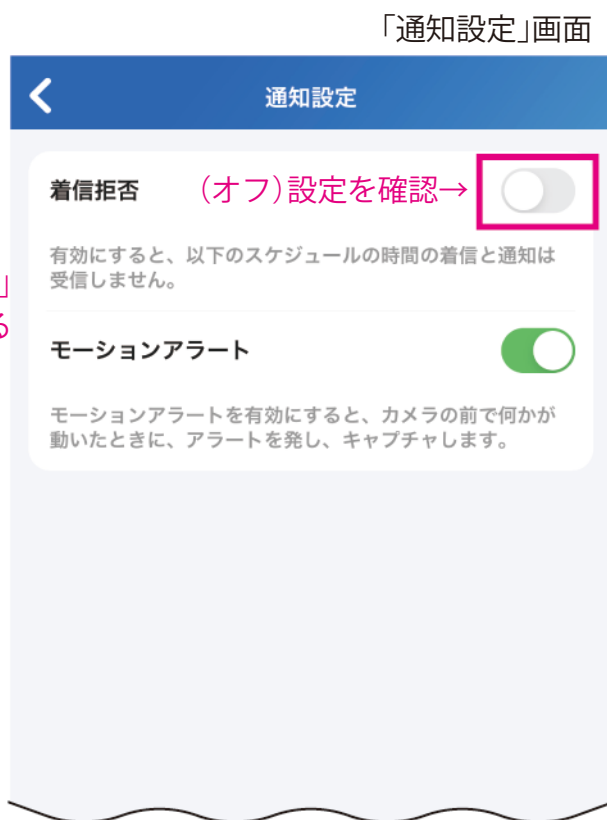 「通知設定」画面
通知設定
着信拒否 (オフ)設定を確認→
有効にすると、以下のスケジュールの時間の着信と通知は
受信しません。
」
る
モーションアラート
モーションアラートを有効にすると、カメラの前で何かが
動いたときに、アラートを発し、キャプチャします。